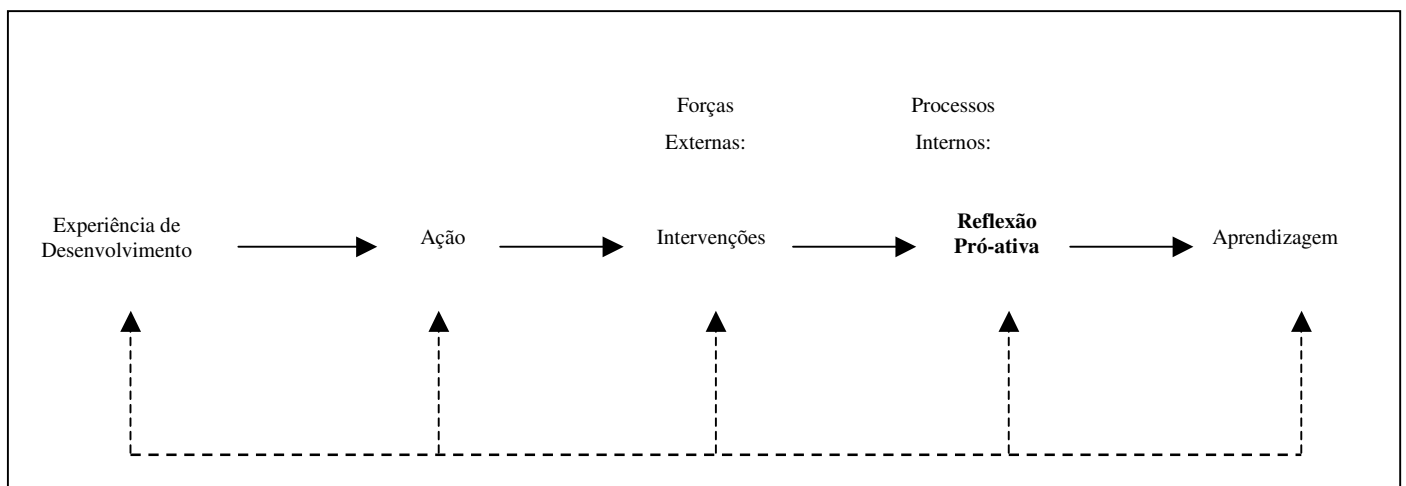 Forças
Externas:
Processos
Internos:
Experiência de
Desenvolvimento
Ação
Intervenções
Reflexão
Pró-ativa
Aprendizagem